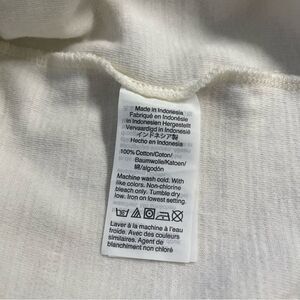 Made in Indonesia
Fabriqué en Indonésie
in Indonesien Hergestellt
Vervaardigd in Indonesië
インドネシア製
Hecho en Indonesia
100% Cotton/Coton/
Baumwolle/Katoen/
綿/algodón
Machine wash cold. With
like colors. Non-chlorine
bleach only. Tumble dry
low. Iron on lowest setting.
Laver à la machine à l'eau
froide. Avec des couleurs
similaires. Agent de
blanchiment non chloré